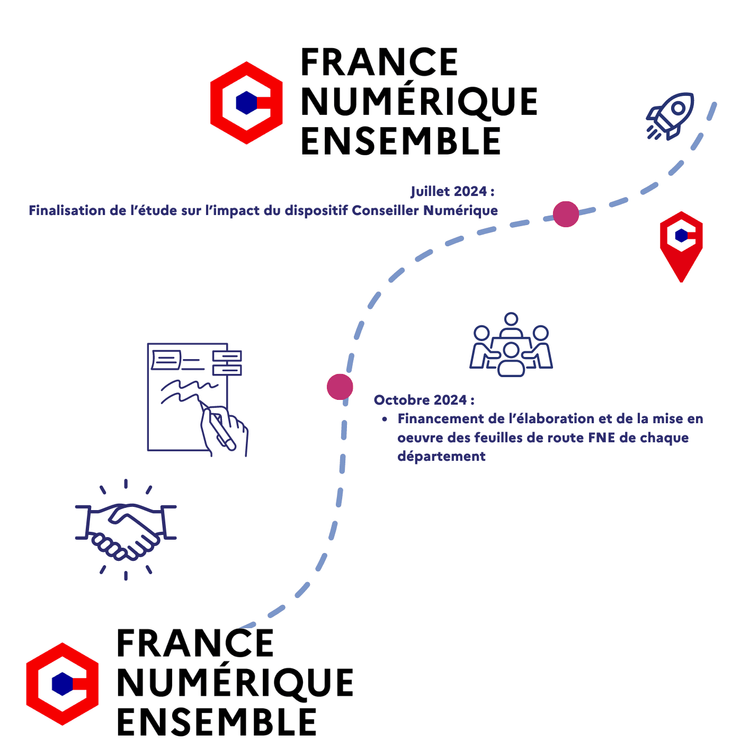 FRANCE
NUMÉRIQUE
ENSEMBLE
Juillet 2024 :
Finalisation de l’étude sur l’impact du dispositif Conseiller Numérique
Octobre 2024 :
• Financement de l’élaboration et de la mise en
oeuvre des feuilles de route FNE de chaque
département
FRANCE
NUMÉRIQUE
ENSEMBLE